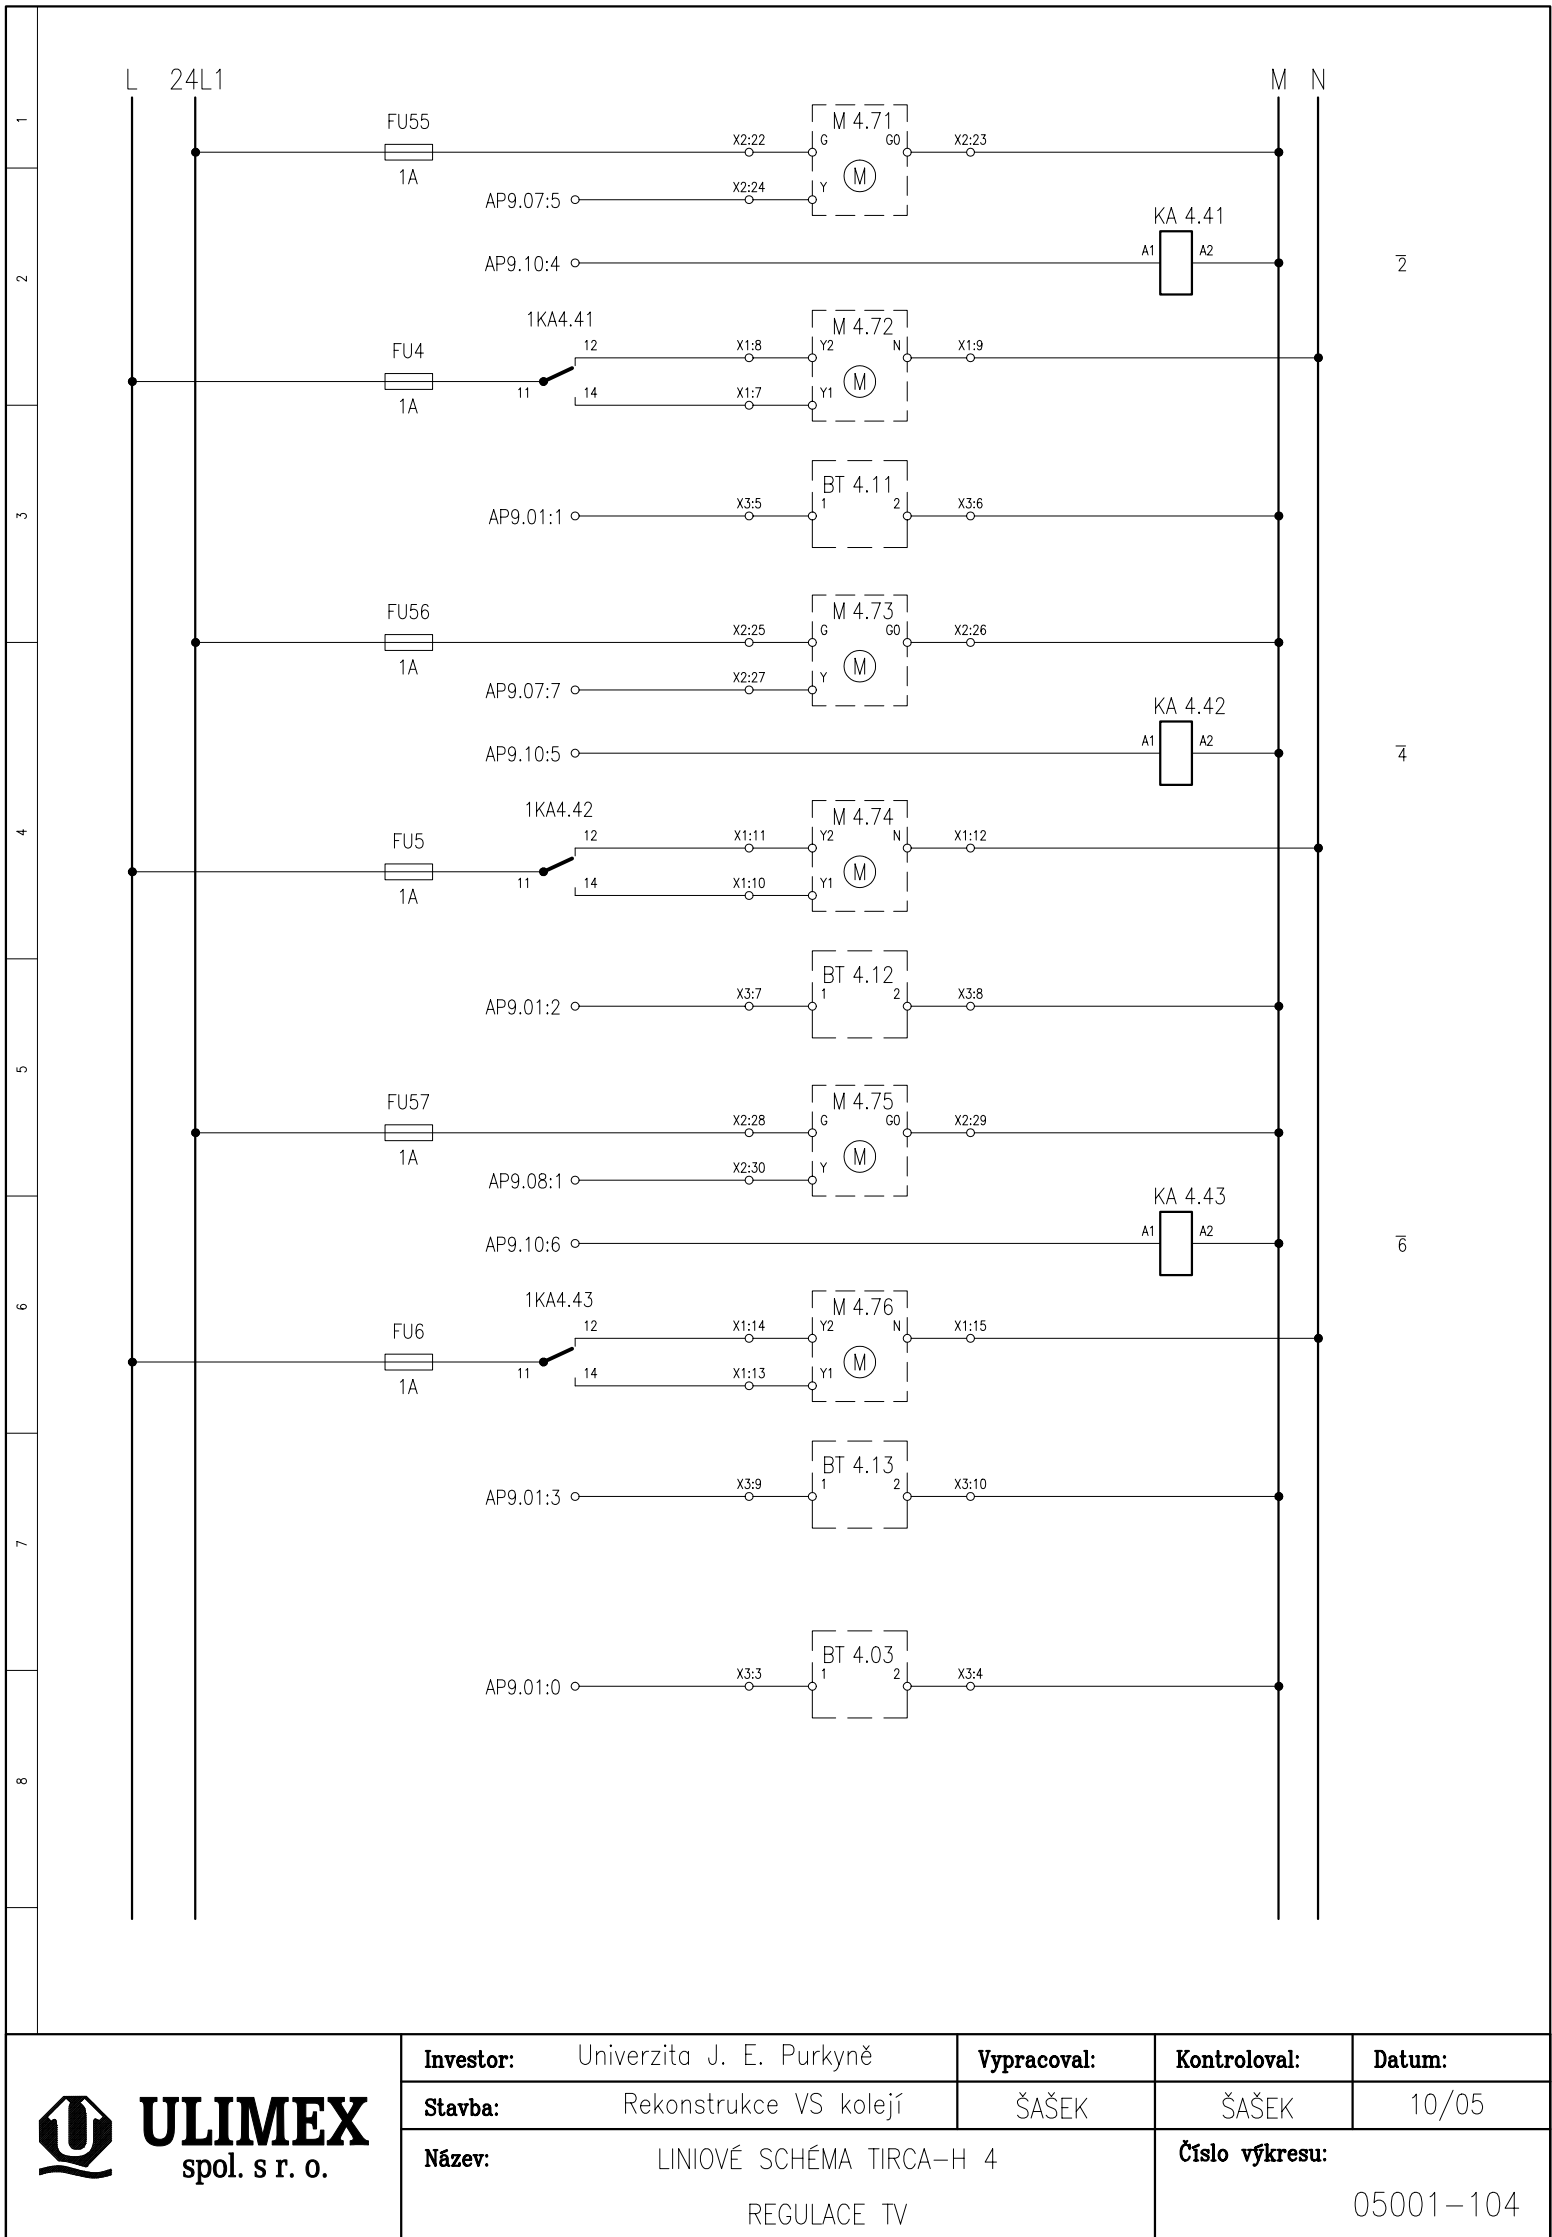 L 24L1 M N
1
FU55
1A
X2:22
M 4.71
G G0
X2:23
M
AP9.07:5
X2:24
Y
KA 4.41
2
AP9.10:4
A1 A2
2
1KA4.41
FU4
1A
11
12
14
X1:8
M 4.72
Y2 N
X1:9
M
X1:7
Y1
3
BT 4.11
AP9.01:1
X3:5
1 2
X3:6
FU56
1A
X2:25
M 4.73
G G0
X2:26
M
AP9.07:7
X2:27
Y
KA 4.42
AP9.10:5
A1 A2
4
1KA4.42
4
FU5
1A
11
12
14
X1:11
M 4.74
Y2 N
X1:12
M
X1:10
Y1
BT 4.12
AP9.01:2
X3:7
1 2
X3:8
5
FU57
1A
X2:28
M 4.75
G G0
X2:29
M
AP9.08:1
X2:30
Y
KA 4.43
AP9.10:6
A1 A2
6
1KA4.43
6
FU6
1A
11
12
14
X1:14
M 4.76
Y2 N
X1:15
M
X1:13
Y1
BT 4.13
AP9.01:3
X3:9
1 2
X3:10
7
BT 4.03
AP9.01:0
X3:3
1 2
X3:4
8
ULIMEX
spol. s r. o.
Investor: Univerzita J. E. Purkyně
Vypracoval: Kontroloval: Datum:
Stavba: Rekonstrukce VS kolejí
ŠAŠEK ŠAŠEK 10/05
Název: LINIOVÉ SCHÉMA TIRCA-H 4
REGULACE TV
Číslo výkresu:
05001-104